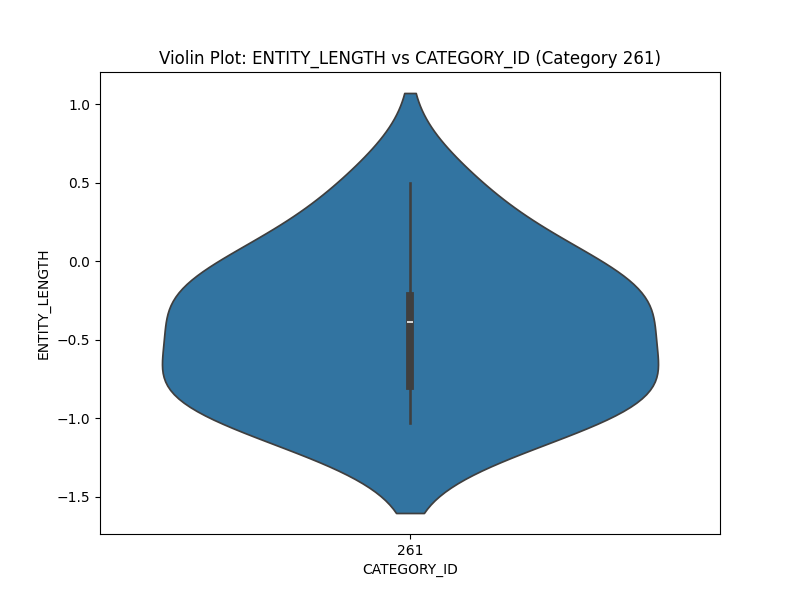 Violin Plot: ENTITY_LENGTH vs CATEGORY_ID (Category 261)
1.0
0.5
0.0
−0.5
−1.0
−1.5
ENTITY_LENGTH
261
CATEGORY_ID